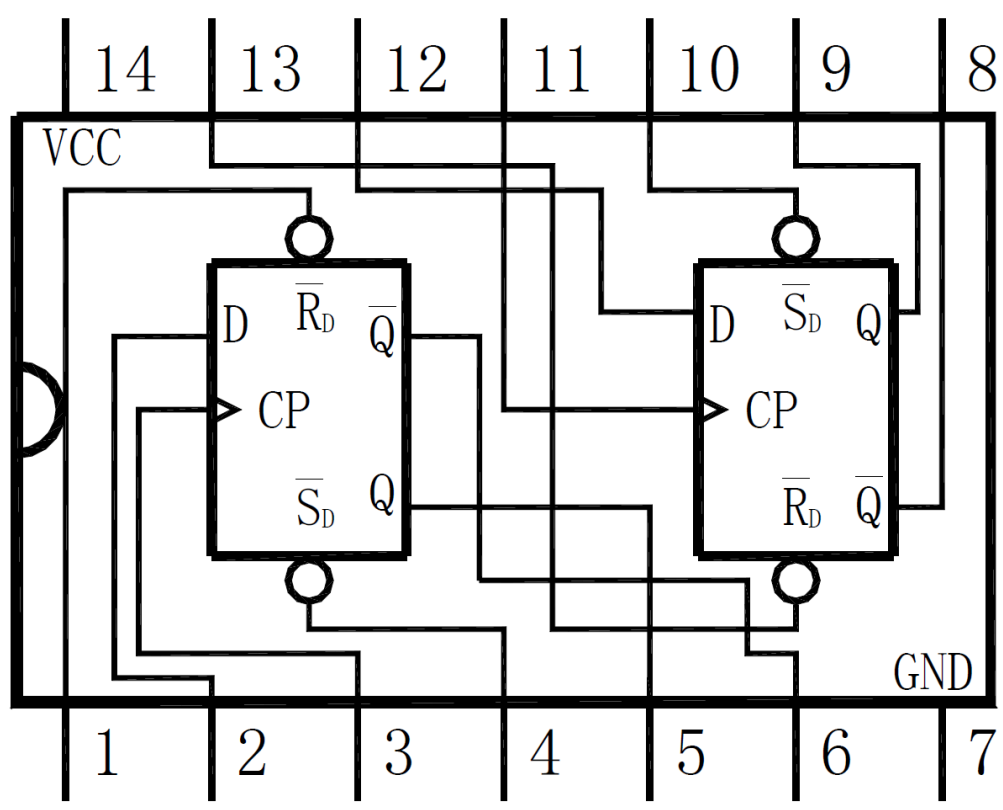 14 13 12 11 10 9 8
VCC
R̅D S̅D
D Q̅ D Q
CP CP
S̅D Q R̅D Q̅
GND
1 2 3 4 5 6 7